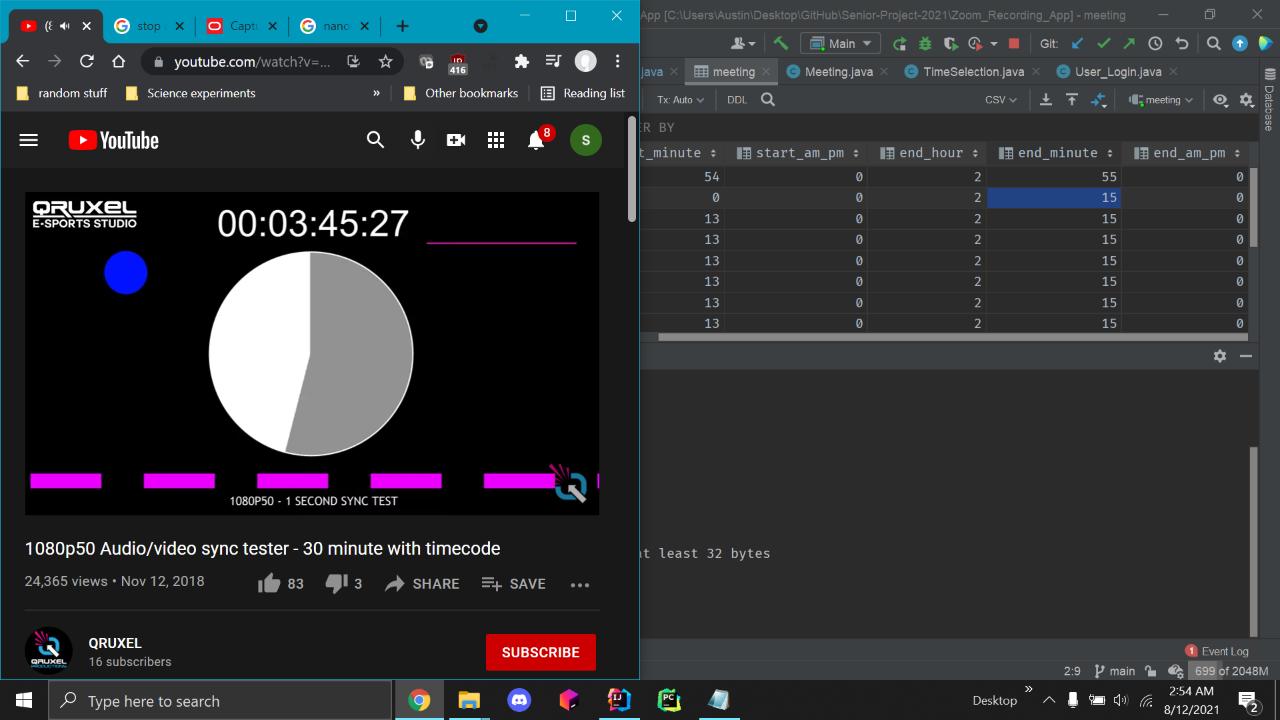 stop
Captu
nano
youtube.com/watch?v=...
416
random stuff
Science experiments
»
Other bookmarks
Reading list
YouTube
8
S
QRUXEL
E-SPORTS STUDIO
00:03:45:27
1080P50 - 1 SECOND SYNC TEST
1080p50 Audio/video sync tester - 30 minute with timecode
24,365 views • Nov 12, 2018
83
3
SHARE
SAVE
QRUXEL
16 subscribers
SUBSCRIBE
App [C:\Users\Austin\Desktop\GitHub\Senior-Project-2021\Zoom_Recording_App] - meeting
Main
Git:
java
meeting
Meeting.java
TimeSelection.java
User_Login.java
Tx: Auto
DDL
CSV
meeting
Database
ER BY
t_minute start_am_pm end_hour end_minute end_am_pm
54 0 2 55 0
0 0 2 15 0
13 0 2 15 0
13 0 2 15 0
13 0 2 15 0
13 0 2 15 0
13 0 2 15 0
13 0 2 15 0
at least 32 bytes
1 Event Log
2:9 main 699 of 2048M
Type here to search
Desktop
»
2:54 AM
8/12/2021
2